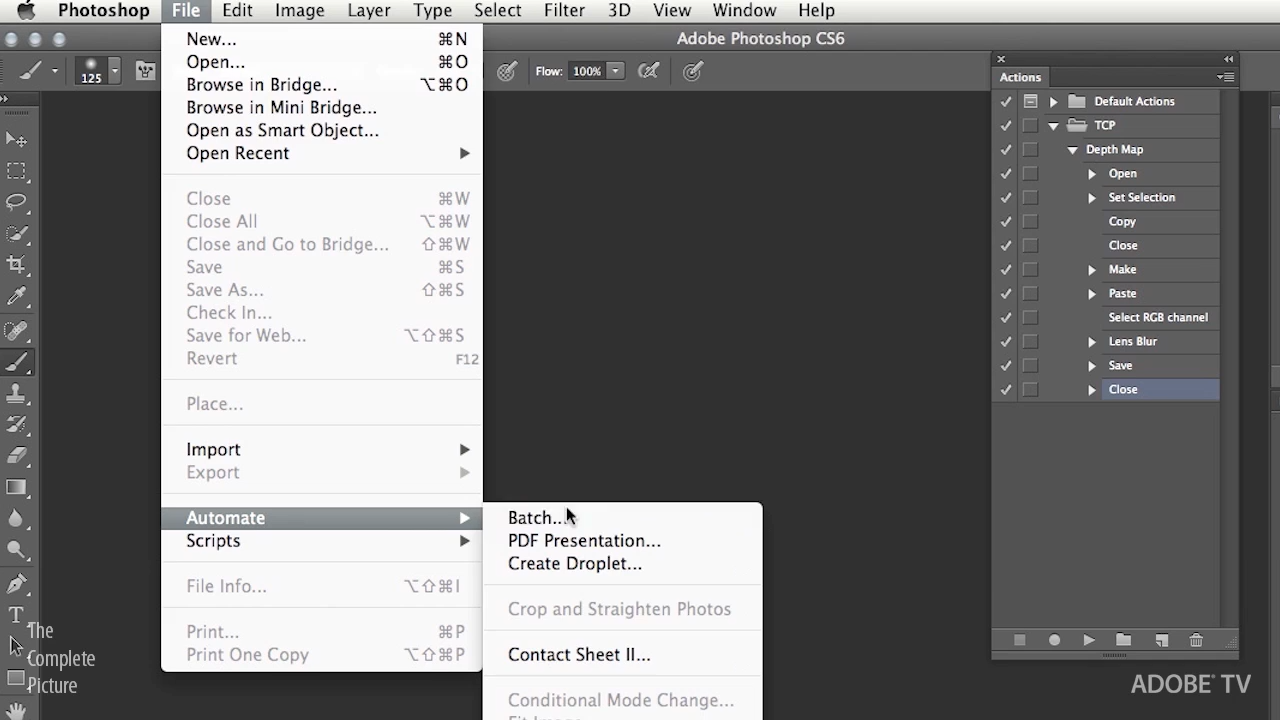 Photoshop File Edit Image Layer Type Select Filter 3D View Window Help
Adobe Photoshop CS6
125
Flow: 100%
New... ⌘N
Open... ⌘O
Browse in Bridge... ⌥⌘O
Browse in Mini Bridge...
Open as Smart Object...
Open Recent
Close ⌘W
Close All ⌥⌘W
Close and Go to Bridge... ⇧⌘W
Save ⌘S
Save As... ⇧⌘S
Check In...
Save for Web... ⌥⇧⌘S
Revert F12
Place...
Import
Export
Automate
Scripts
File Info... ⌥⇧⌘I
Print... ⌘P
Print One Copy ⌥⇧⌘P
Batch...
PDF Presentation...
Create Droplet...
Crop and Straighten Photos
Contact Sheet II...
Conditional Mode Change...
Actions
Default Actions
TCP
Depth Map
Open
Set Selection
Copy
Close
Make
Paste
Select RGB channel
Lens Blur
Save
Close
The
Complete
Picture
ADOBE® TV